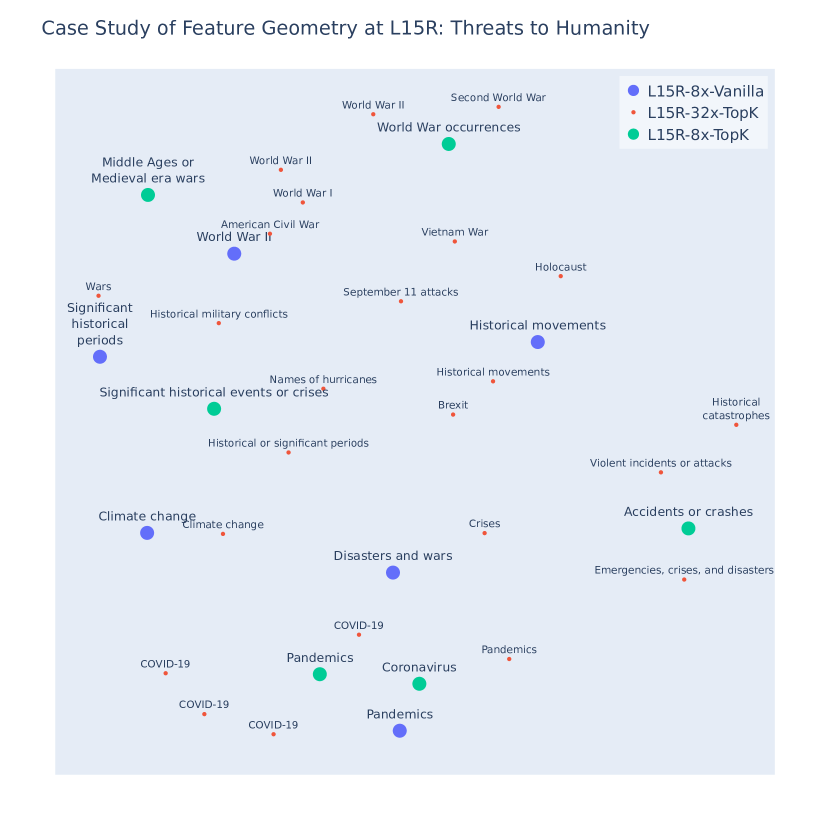 Case Study of Feature Geometry at L15R: Threats to Humanity
L15R-8x-Vanilla
L15R-32x-TopK
L15R-8x-TopK
Second World War
World War II
World War occurrences
Middle Ages or
Medieval era wars
World War II
World War I
American Civil War
World War II
Vietnam War
Holocaust
Wars
September 11 attacks
Significant
historical
periods
Historical military conflicts
Historical movements
Historical movements
Names of hurricanes
Significant historical events or crises
Brexit
Historical
catastrophes
Historical or significant periods
Violent incidents or attacks
Accidents or crashes
Climate change
Climate change
Crises
Disasters and wars
Emergencies, crises, and disasters
COVID-19
Pandemics
Pandemics
COVID-19
Coronavirus
COVID-19
Pandemics
COVID-19